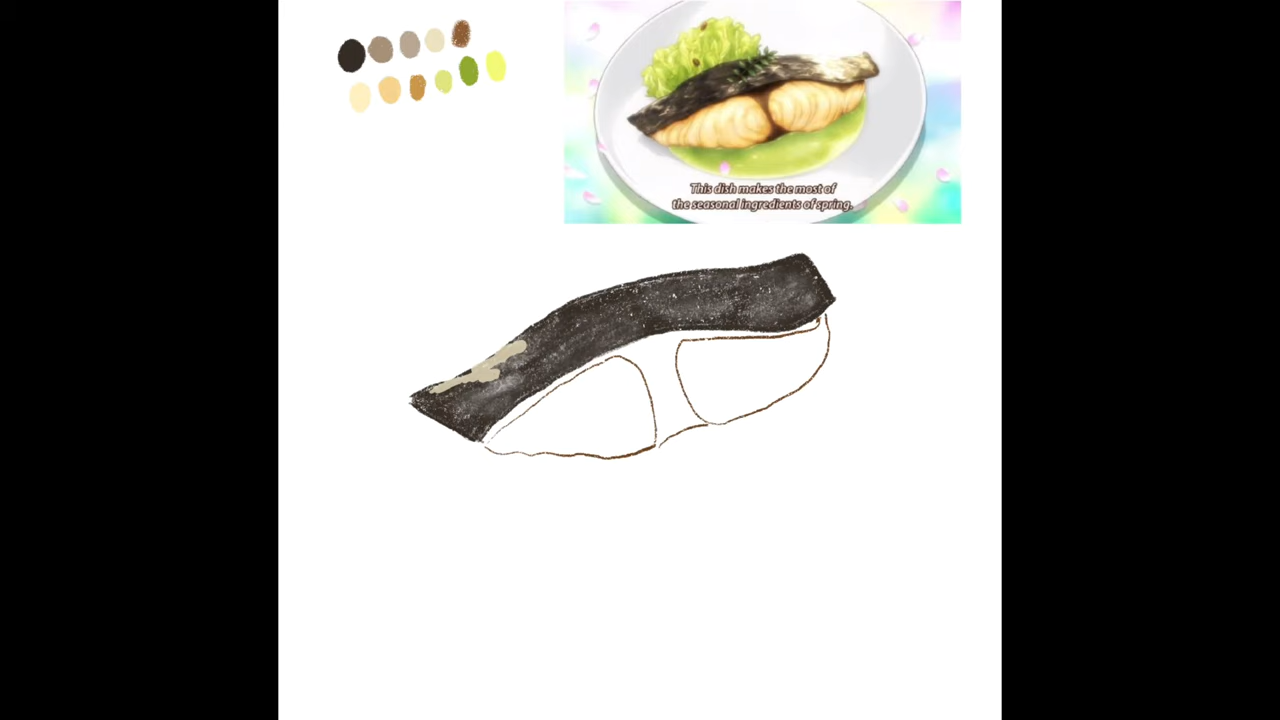 This dish makes the most of
the seasonal ingredients of spring.